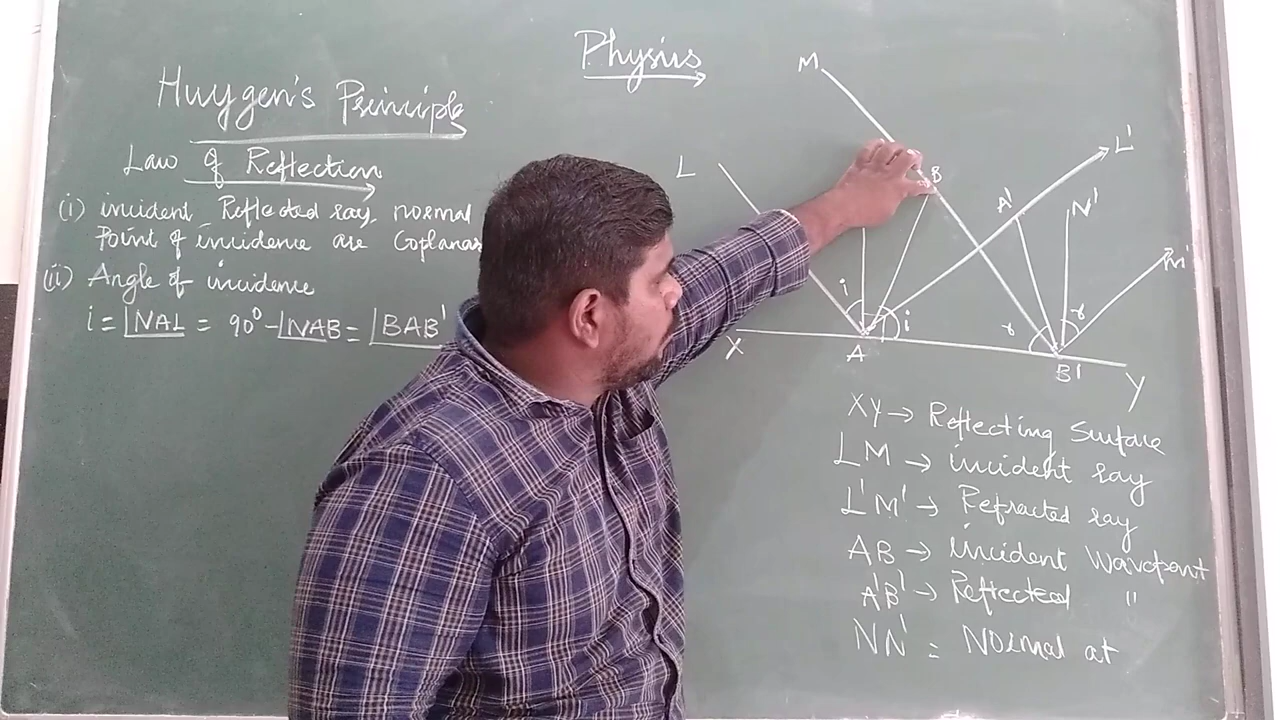 Physics
Huygen's Principle
Law of Reflection
(i) incident Reflected ray, normal
Point of incidence are Coplanar
(ii) Angle of incidence
i = ∠NAL = 90° - ∠NAB = ∠BAB'
M
L
B
L'
A'
N'
M'
i
i
r
r
X
A
B'
Y
XY → Reflecting Surface
LM → incident ray
L'M' → Refracted ray
AB → incident Wavefront
A'B' → Reflected "
NN' = Normal at